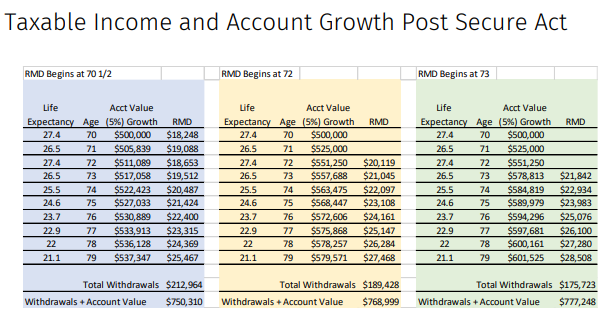 Taxable Income and Account Growth Post Secure Act
RMD Begins at 70 1/2 RMD Begins at 72 RMD Begins at 73
Life Acct Value Life Acct Value Life Acct Value
Expectancy Age (5%) Growth RMD Expectancy Age (5%) Growth RMD Expectancy Age (5%) Growth RMD
27.4 70 $500,000 $18,248 27.4 70 $500,000 27.4 70 $500,000
26.5 71 $505,839 $19,088 26.5 71 $525,000 26.5 71 $525,000
27.4 72 $511,089 $18,653 27.4 72 $551,250 $20,119 27.4 72 $551,250
26.5 73 $517,058 $19,512 26.5 73 $557,688 $21,045 26.5 73 $578,813 $21,842
25.5 74 $522,423 $20,487 25.5 74 $563,475 $22,097 25.5 74 $584,819 $22,934
24.6 75 $527,033 $21,424 24.6 75 $568,447 $23,108 24.6 75 $589,979 $23,983
23.7 76 $530,889 $22,400 23.7 76 $572,606 $24,161 23.7 76 $594,296 $25,076
22.9 77 $533,913 $23,315 22.9 77 $575,868 $25,147 22.9 77 $597,681 $26,100
22 78 $536,128 $24,369 22 78 $578,257 $26,284 22 78 $600,161 $27,280
21.1 79 $537,347 $25,467 21.1 79 $579,571 $27,468 21.1 79 $601,525 $28,508
Total Withdrawals $212,964 Total Withdrawals $189,428 Total Withdrawals $175,723
Withdrawals + Account Value $750,310 Withdrawals + Account Value $768,999 Withdrawals + Account Value $777,248